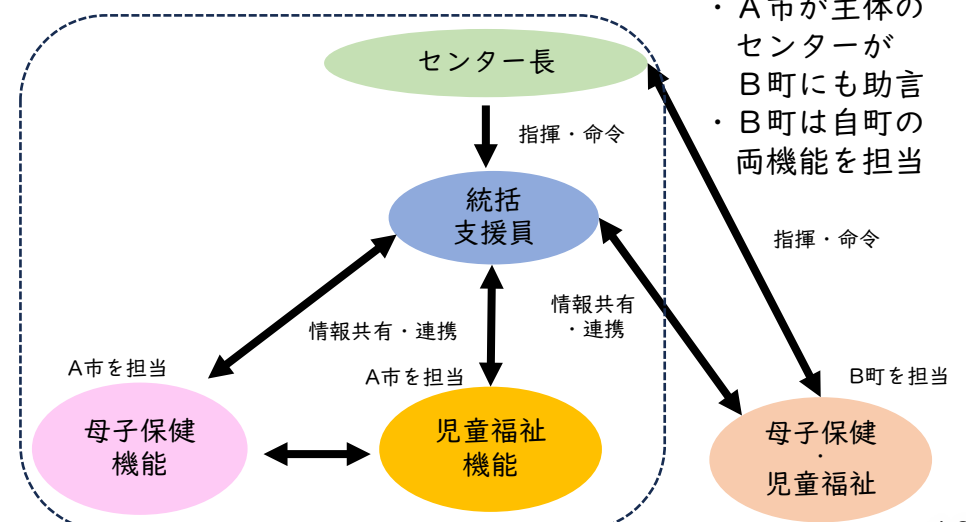 ・A市が主体の
センターが
B町にも助言
・B町は自町の
両機能を担当
センター長
指揮・命令
統括
支援員
指揮・命令
情報共有・連携
情報共有
・連携
A市を担当
A市を担当
B町を担当
母子保健
機能
児童福祉
機能
母子保健
・
児童福祉